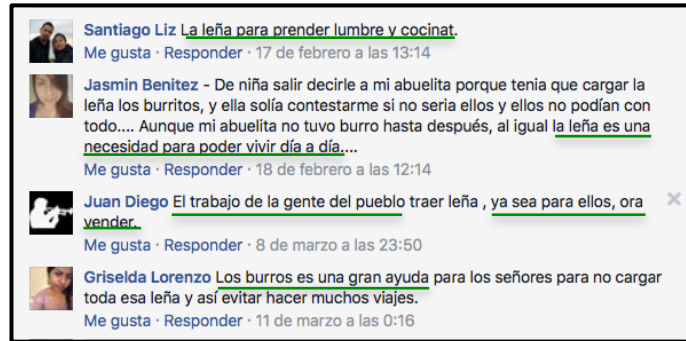 Santiago Liz La leña para prender lumbre y cocinat.
Me gusta · Responder · 17 de febrero a las 13:14
Jasmin Benitez - De niña salir decirle a mi abuelita porque tenia que cargar la
leña los burritos, y ella solía contestarme si no seria ellos y ellos no podían con
todo.... Aunque mi abuelita no tuvo burro hasta después, al igual la leña es una
necesidad para poder vivir día a día....
Me gusta · Responder · 18 de febrero a las 12:14
Juan Diego El trabajo de la gente del pueblo traer leña , ya sea para ellos, ora
vender.
Me gusta · Responder · 8 de marzo a las 23:50
Griselda Lorenzo Los burros es una gran ayuda para los señores para no cargar
toda esa leña y así evitar hacer muchos viajes.
Me gusta · Responder · 11 de marzo a las 0:16